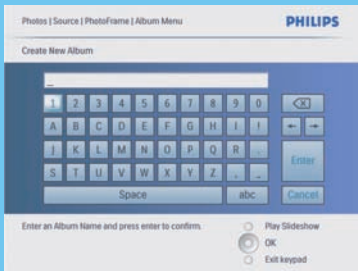 Photos | Source | PhotoFrame | Album Menu PHILIPS
Create New Album
_
1 2 3 4 5 6 7 8 9 0
A B C D E F G H I !
J K L M N O P Q R . Enter
S T U V W X Y Z , _
Space abc Cancel
Enter an Album Name and press enter to confirm. Play Slideshow
OK
Exit keypad